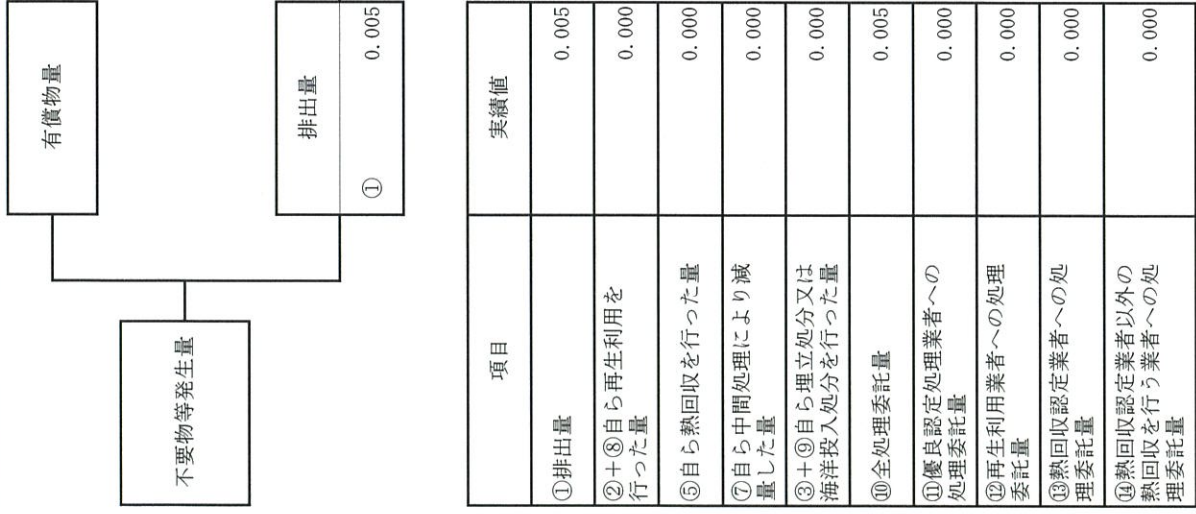 不要物等発生量
有償物量
排出量
① 0.005
項目 実績値
①排出量 0.005
②+⑧自ら再生利用を
行った量 0.000
⑤自ら熱回収を行った量 0.000
⑦自ら中間処理により減
量した量 0.000
③+⑨自ら埋立処分又は
海洋投入処分を行った量 0.000
⑩全処理委託量 0.005
⑪優良認定処理業者への
処理委託量 0.000
⑫再生利用業者への処理
委託量 0.000
⑬熱回収認定業者への処
理委託量 0.000
⑭熱回収認定業者以外の
熱回収を行う業者への処
理委託量 0.000